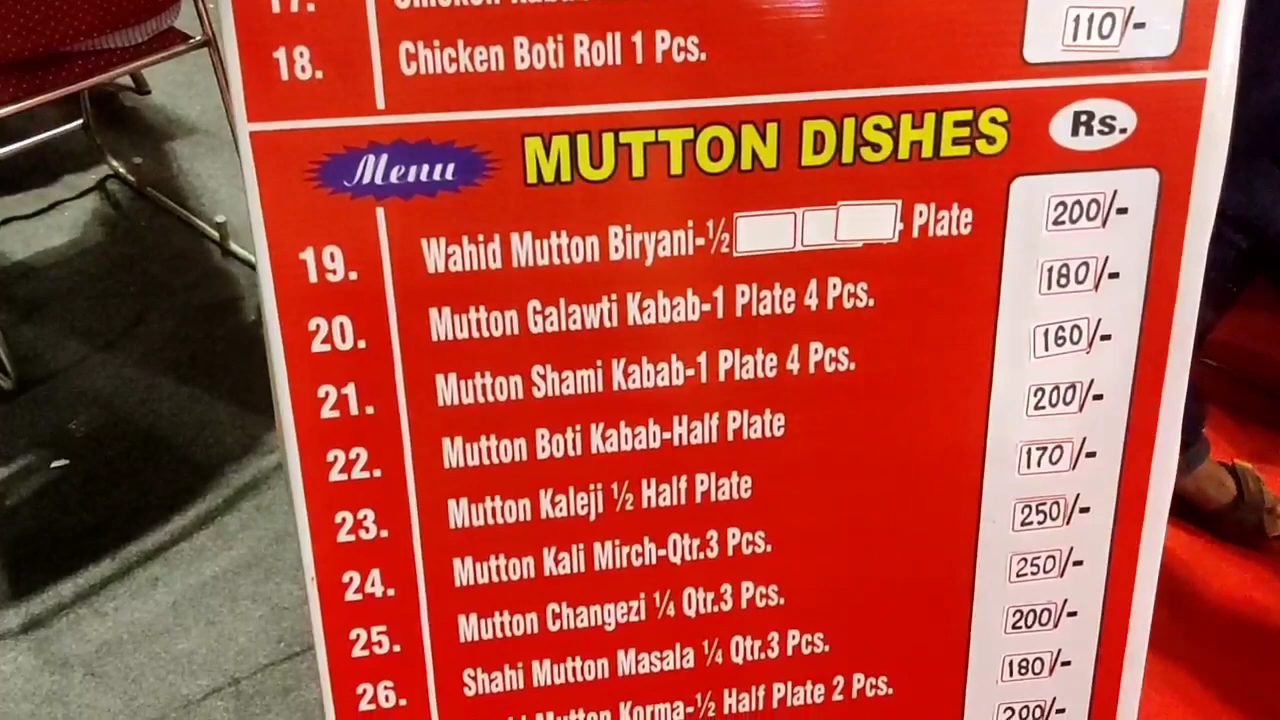 17. Chicken
18. Chicken Boti Roll 1 Pcs. 110/-
Menu MUTTON DISHES Rs.
19. Wahid Mutton Biryani-½ Plate 200/-
20. Mutton Galawti Kabab-1 Plate 4 Pcs. 180/-
21. Mutton Shami Kabab-1 Plate 4 Pcs. 160/-
22. Mutton Boti Kabab-Half Plate 200/-
23. Mutton Kaleji ½ Half Plate 170/-
24. Mutton Kali Mirch-Qtr.3 Pcs. 250/-
25. Mutton Changezi ¼ Qtr.3 Pcs. 250/-
26. Shahi Mutton Masala ¼ Qtr.3 Pcs. 200/-
Mutton Korma-½ Half Plate 2 Pcs. 180/-
200/-